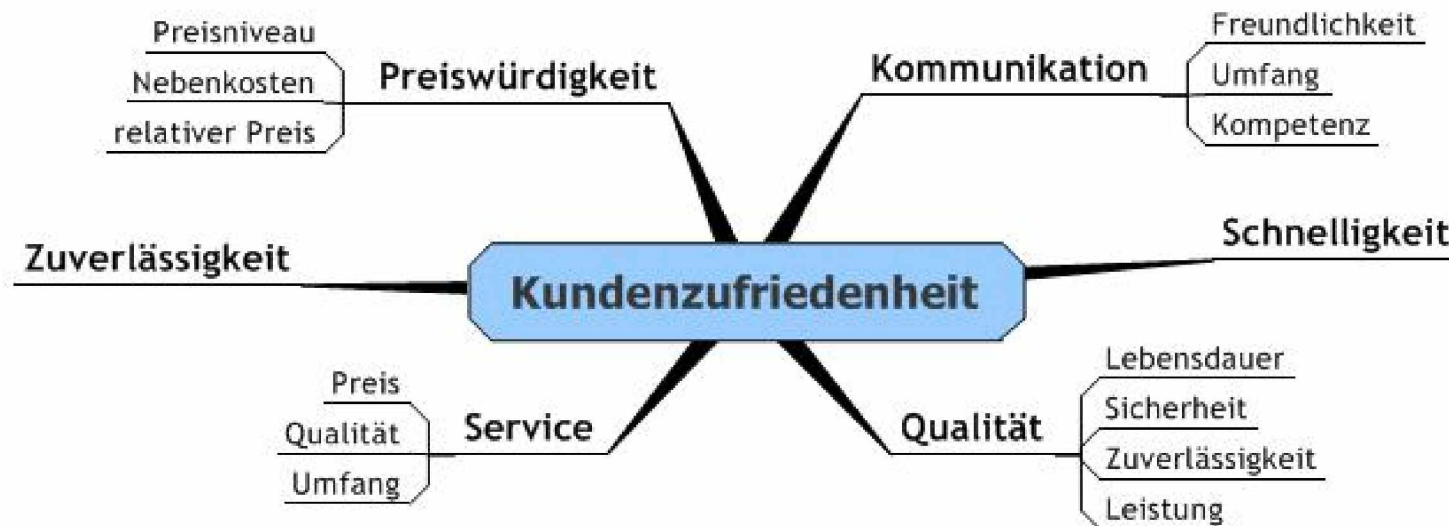 Preisniveau
Nebenkosten
relativer Preis
Preiswürdigkeit
Kommunikation
Freundlichkeit
Umfang
Kompetenz
Zuverlässigkeit
Kundenzufriedenheit
Schnelligkeit
Preis
Qualität
Umfang
Service
Qualität
Lebensdauer
Sicherheit
Zuverlässigkeit
Leistung